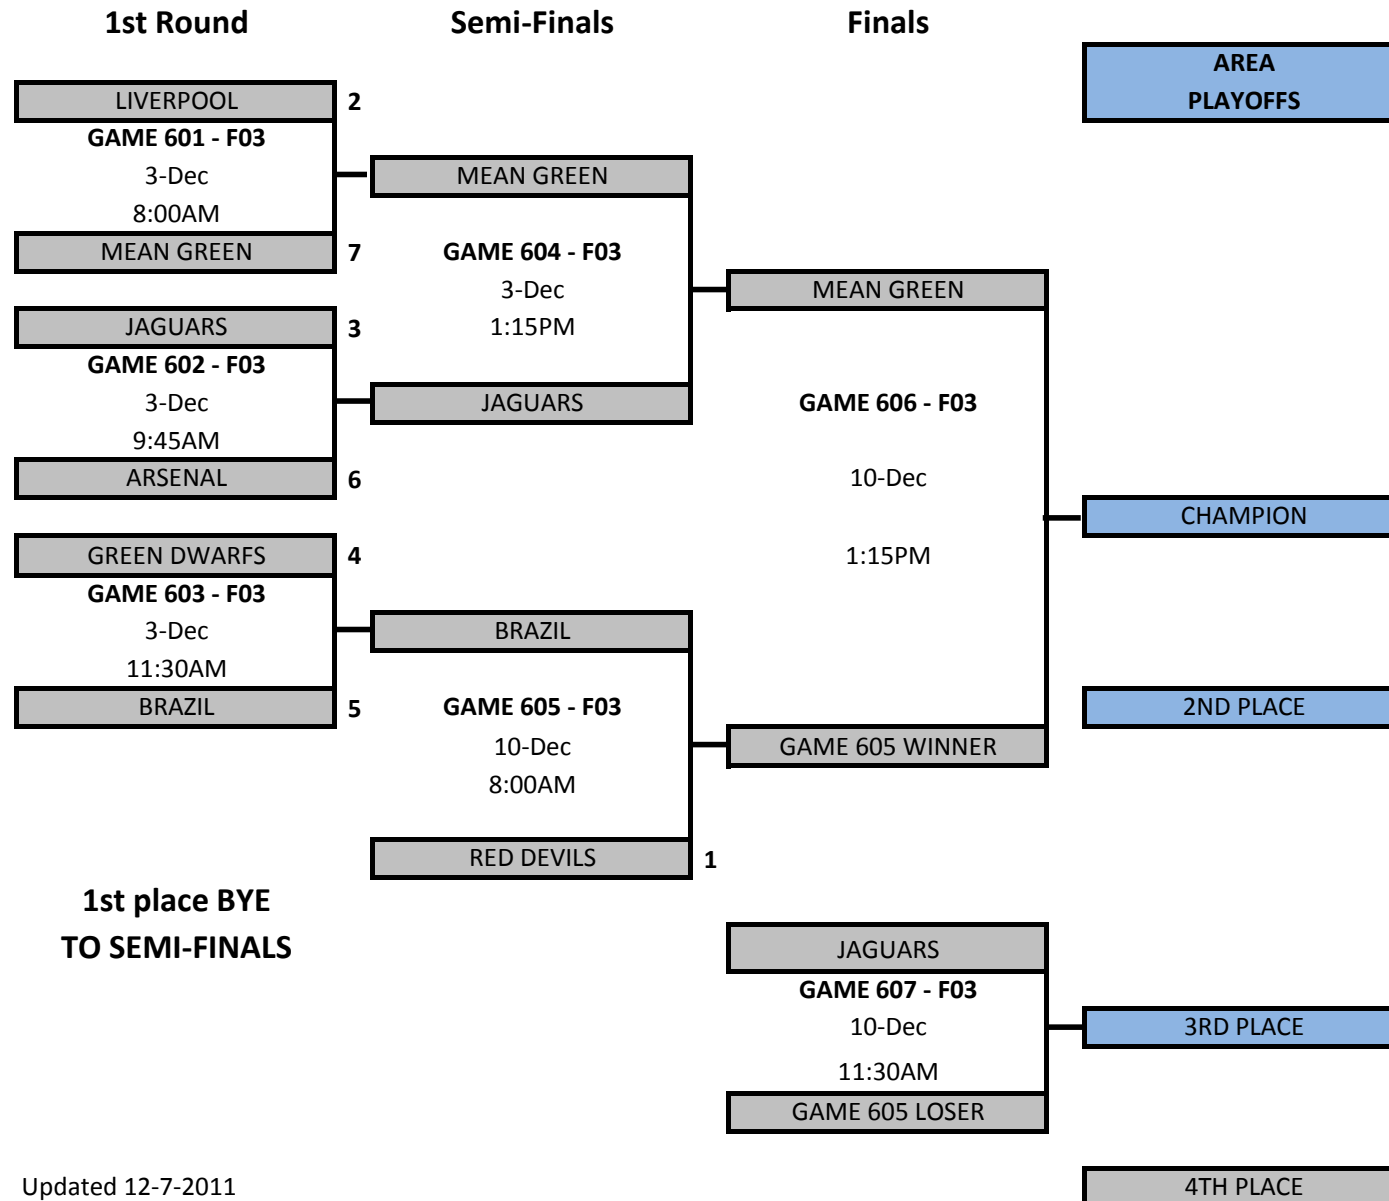 1st Round
Semi-Finals
Finals
AREA
PLAYOFFS
LIVERPOOL
2
GAME 601 - F03
3-Dec
8:00AM
MEAN GREEN
7
JAGUARS
3
GAME 602 - F03
3-Dec
9:45AM
ARSENAL
6
GREEN DWARFS
4
GAME 603 - F03
3-Dec
11:30AM
BRAZIL
5
1st place BYE
TO SEMI-FINALS
MEAN GREEN
GAME 604 - F03
3-Dec
1:15PM
JAGUARS
BRAZIL
GAME 605 - F03
10-Dec
8:00AM
RED DEVILS
1
MEAN GREEN
GAME 606 - F03
10-Dec
1:15PM
GAME 605 WINNER
JAGUARS
GAME 607 - F03
10-Dec
11:30AM
GAME 605 LOSER
CHAMPION
2ND PLACE
3RD PLACE
4TH PLACE
Updated 12-7-2011